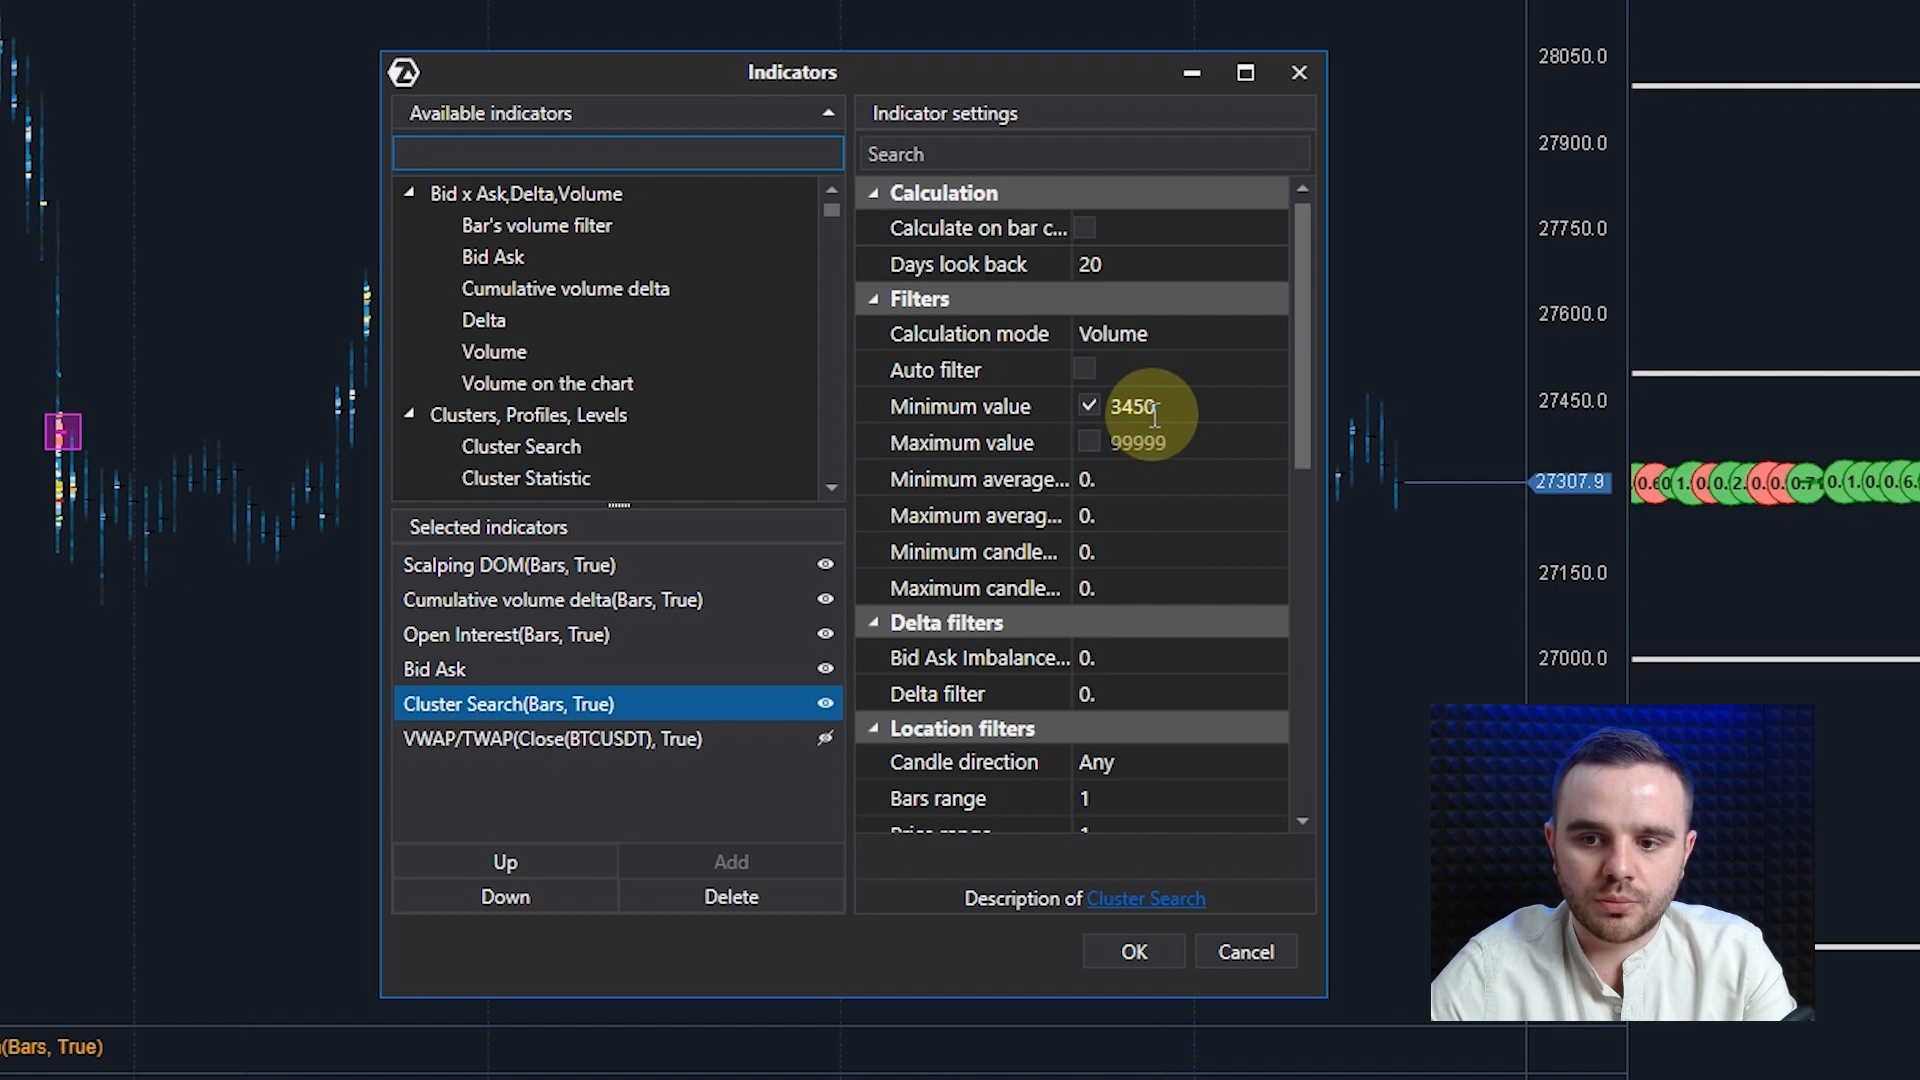 Indicators
Available indicators
Bid x Ask,Delta,Volume
Bar's volume filter
Bid Ask
Cumulative volume delta
Delta
Volume
Volume on the chart
Clusters, Profiles, Levels
Cluster Search
Cluster Statistic
Selected indicators
Scalping DOM(Bars, True)
Cumulative volume delta(Bars, True)
Open Interest(Bars, True)
Bid Ask
Cluster Search(Bars, True)
VWAP/TWAP(Close(BTCUSDT), True)
Up
Add
Down
Delete
Indicator settings
Search
Calculation
Calculate on bar c...
Days look back 20
Filters
Calculation mode Volume
Auto filter
Minimum value 3450
Maximum value 99999
Minimum average... 0.
Maximum averag... 0.
Minimum candle... 0.
Maximum candle... 0.
Delta filters
Bid Ask Imbalance... 0.
Delta filter 0.
Location filters
Candle direction Any
Bars range 1
Description of Cluster Search
OK
Cancel
28050.0
27900.0
27750.0
27600.0
27450.0
27307.9
27150.0
27000.0
(Bars, True)